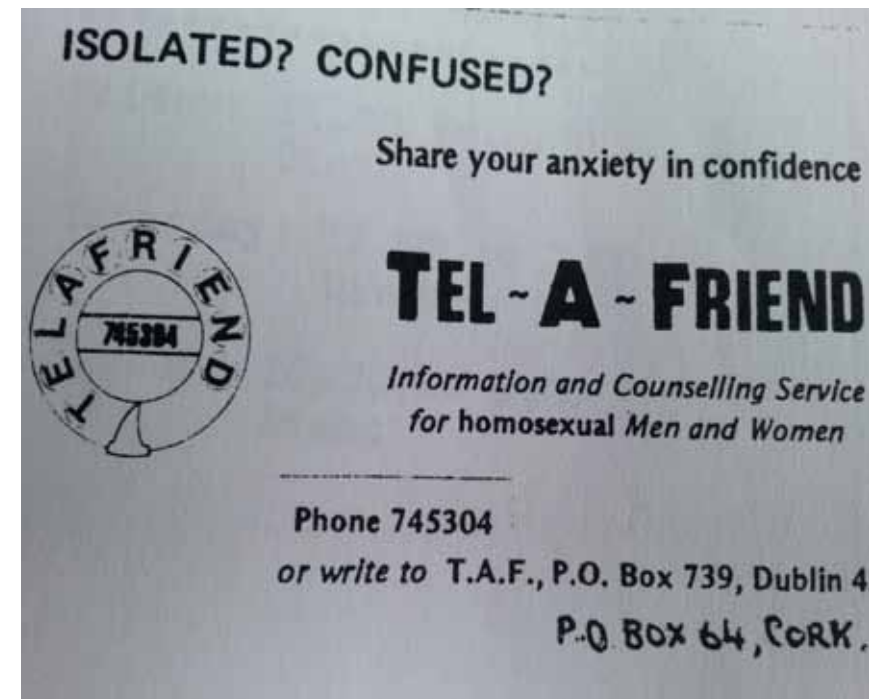 ISOLATED? CONFUSED?
Share your anxiety in confidence
TELAFRIEND
745304
TEL ~ A ~ FRIEND
Information and Counselling Service
for homosexual Men and Women
Phone 745304
or write to T.A.F., P.O. Box 739, Dublin 4
P.O BOX 64, CORK.